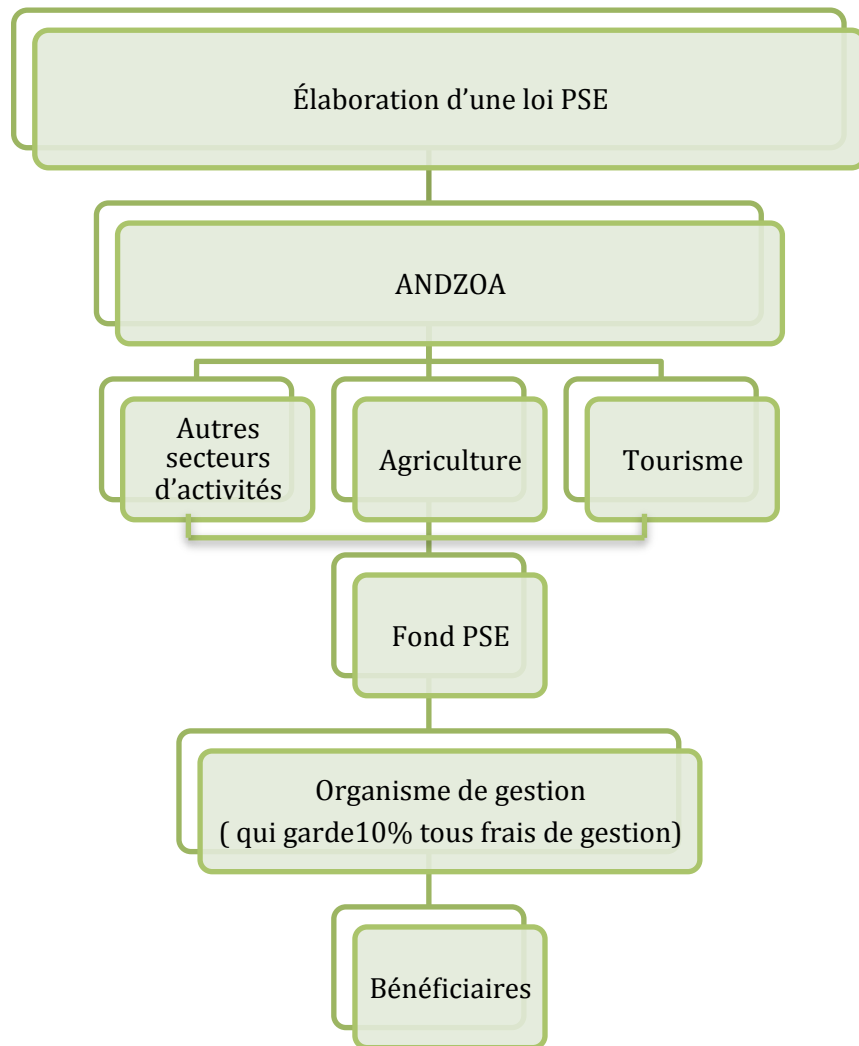 Élaboration d’une loi PSE
ANDZOA
Autres
secteurs
d’activités
Agriculture
Tourisme
Fond PSE
Organisme de gestion
( qui garde10% tous frais de gestion)
Bénéficiaires